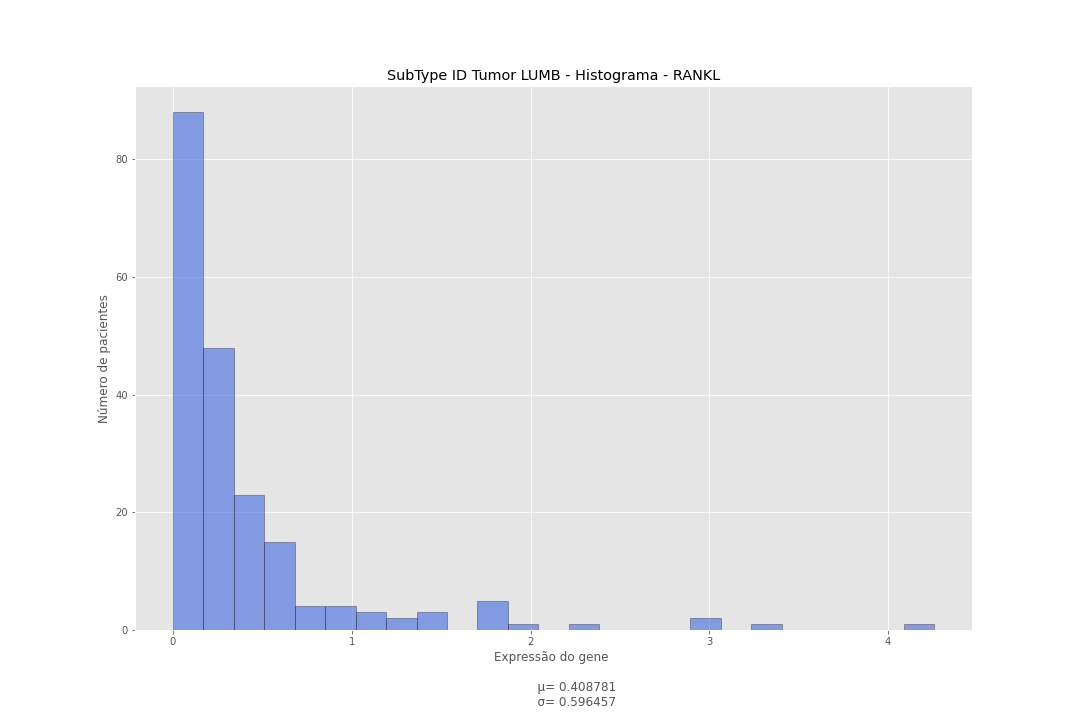 SubType ID Tumor LUMB - Histograma - RANKL
80
60
40
20
0
Número de pacientes
0 1 2 3 4
Expressão do gene
μ= 0.408781
σ= 0.596457